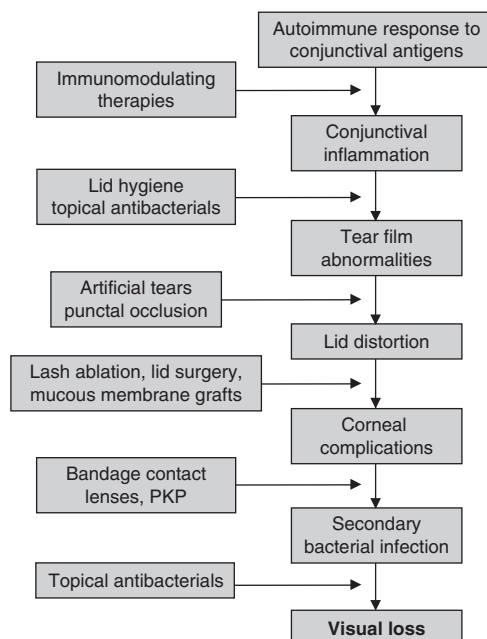 Autoimmune response to
conjunctival antigens
Immunomodulating
therapies
Conjunctival
inflammation
Lid hygiene
topical antibacterials
Tear film
abnormalities
Artificial tears
punctal occlusion
Lid distortion
Lash ablation, lid surgery,
mucous membrane grafts
Corneal
complications
Bandage contact
lenses, PKP
Secondary
bacterial infection
Topical antibacterials
Visual loss